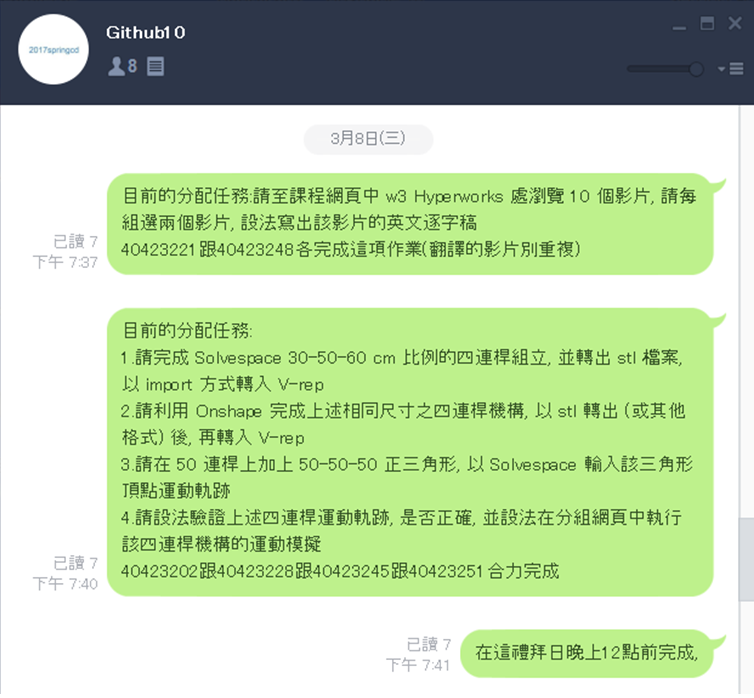 2017springcd
Github10
8
3月8日(三)
目前的分配任務:請至課程網頁中 w3 Hyperworks 處瀏覽 10 個影片, 請每
組選兩個影片, 設法寫出該影片的英文逐字稿
40423221跟40423248各完成這項作業(翻譯的影片別重複)
已讀 7
下午 7:37
目前的分配任務:
1.請完成 Solvespace 30-50-60 cm 比例的四連桿組立, 並轉出 stl 檔案,
以 import 方式轉入 V-rep
2.請利用 Onshape 完成上述相同尺寸之四連桿機構, 以 stl 轉出 (或其他
格式) 後, 再轉入 V-rep
3.請在 50 連桿上加上 50-50-50 正三角形, 以 Solvespace 輸入該三角形
頂點運動軌跡
4.請設法驗證上述四連桿運動軌跡, 是否正確, 並設法在分組網頁中執行
該四連桿機構的運動模擬
40423202跟40423228跟40423245跟40423251合力完成
已讀 7
下午 7:40
在這禮拜日晚上12點前完成,
已讀 7
下午 7:41